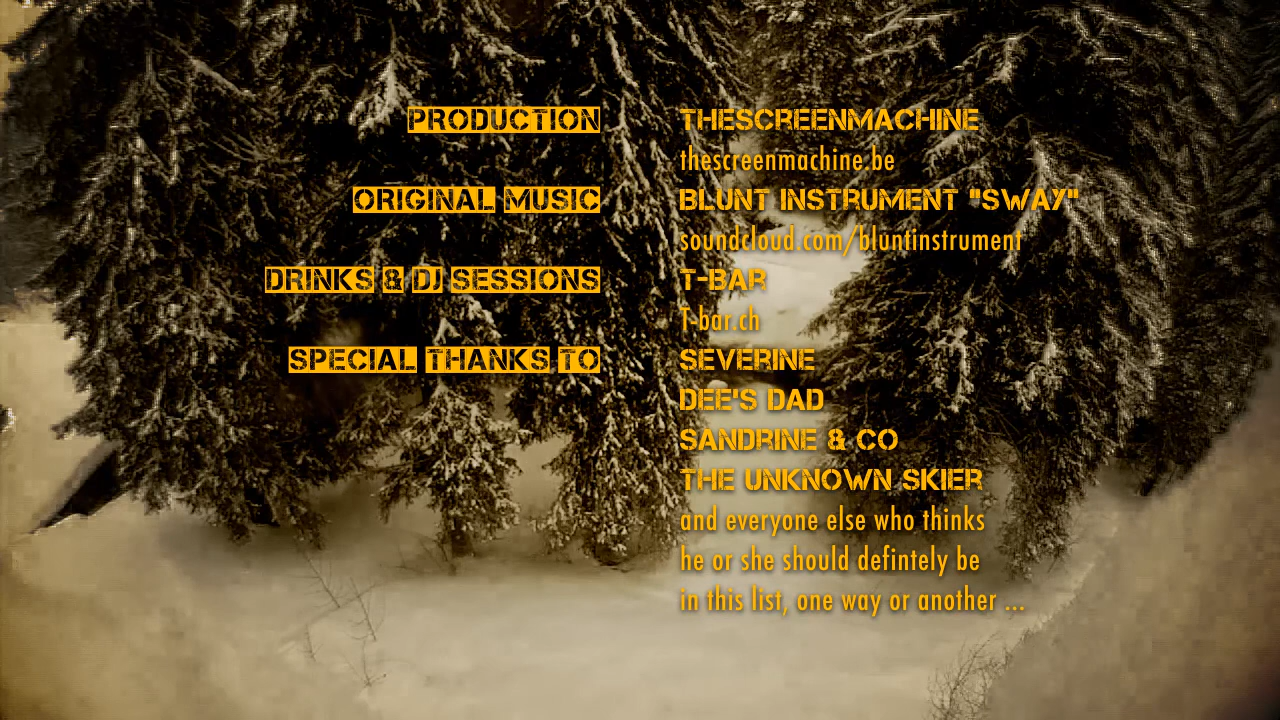 PRODUCTION THESCREENMACHINE
thescreenmachine.be
ORIGINAL MUSIC BLUNT INSTRUMENT "SWAY"
soundcloud.com/bluntinstrument
DRINKS & DJ SESSIONS T-BAR
T-bar.ch
SPECIAL THANKS TO SEVERINE
DEE'S DAD
SANDRINE & CO
THE UNKNOWN SKIER
and everyone else who thinks
he or she should defintely be
in this list, one way or another ...